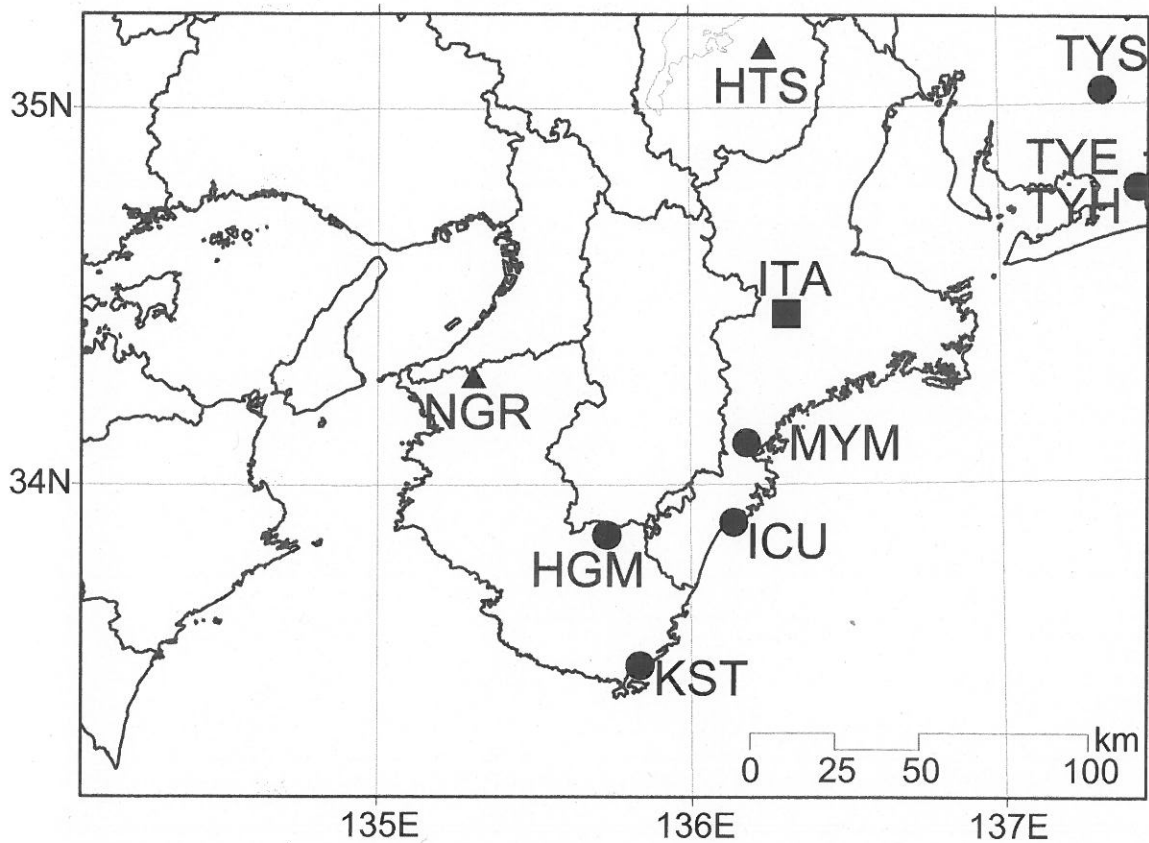 TYS
HTS
35N
TYE
TYH
ITA
NGR
MYM
34N
ICU
HGM
KST
km
0 25 50 100
135E 136E 137E